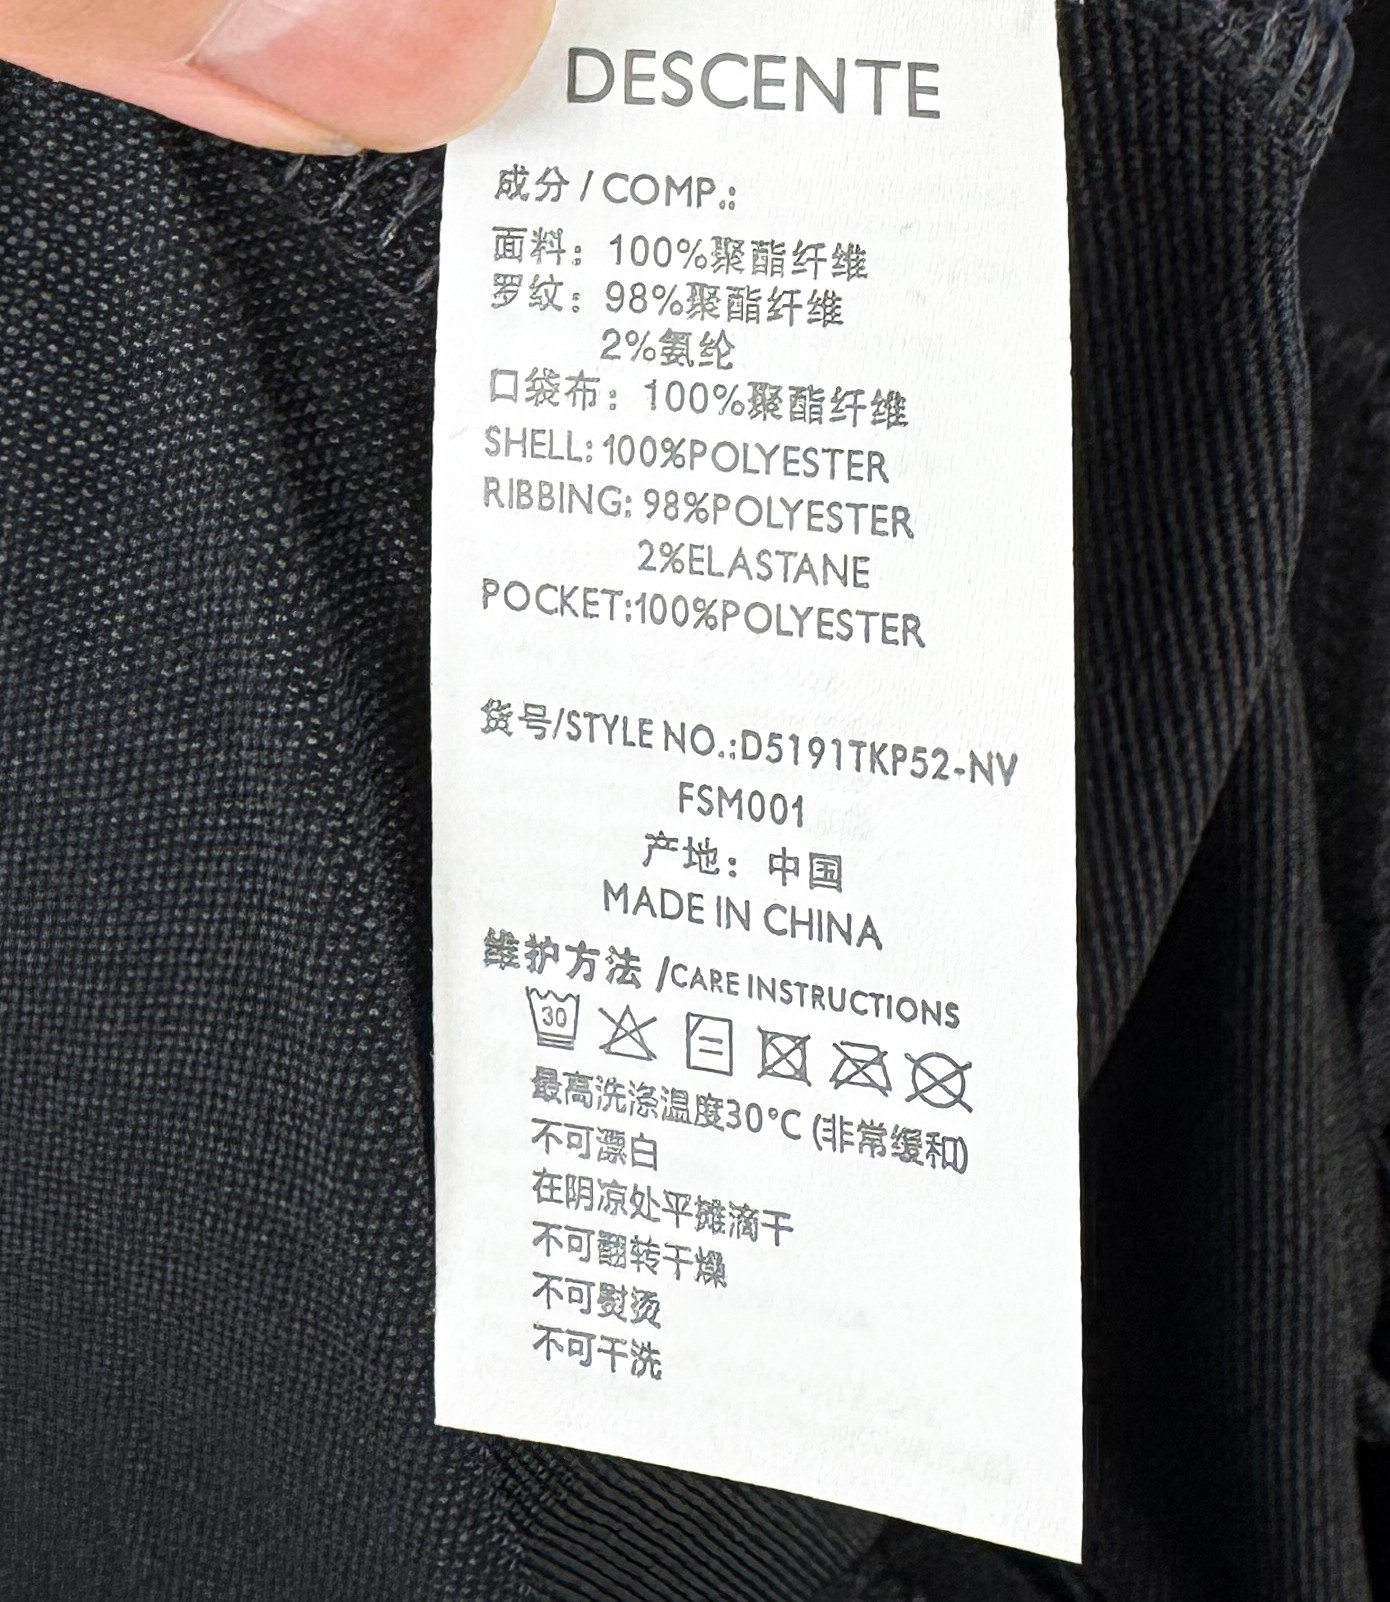 DESCENTE
成分 / COMP.:
面料：100%聚酯纤维
罗纹：98%聚酯纤维
2%氨纶
口袋布：100%聚酯纤维
SHELL: 100%POLYESTER
RIBBING: 98%POLYESTER
2%ELASTANE
POCKET:100%POLYESTER
货号/STYLE NO.:D5191TKP52-NV
FSM001
产地：中国
MADE IN CHINA
维护方法 /CARE INSTRUCTIONS
30
最高洗涤温度30°C (非常缓和)
不可漂白
在阴凉处平摊滴干
不可翻转干燥
不可熨烫
不可干洗